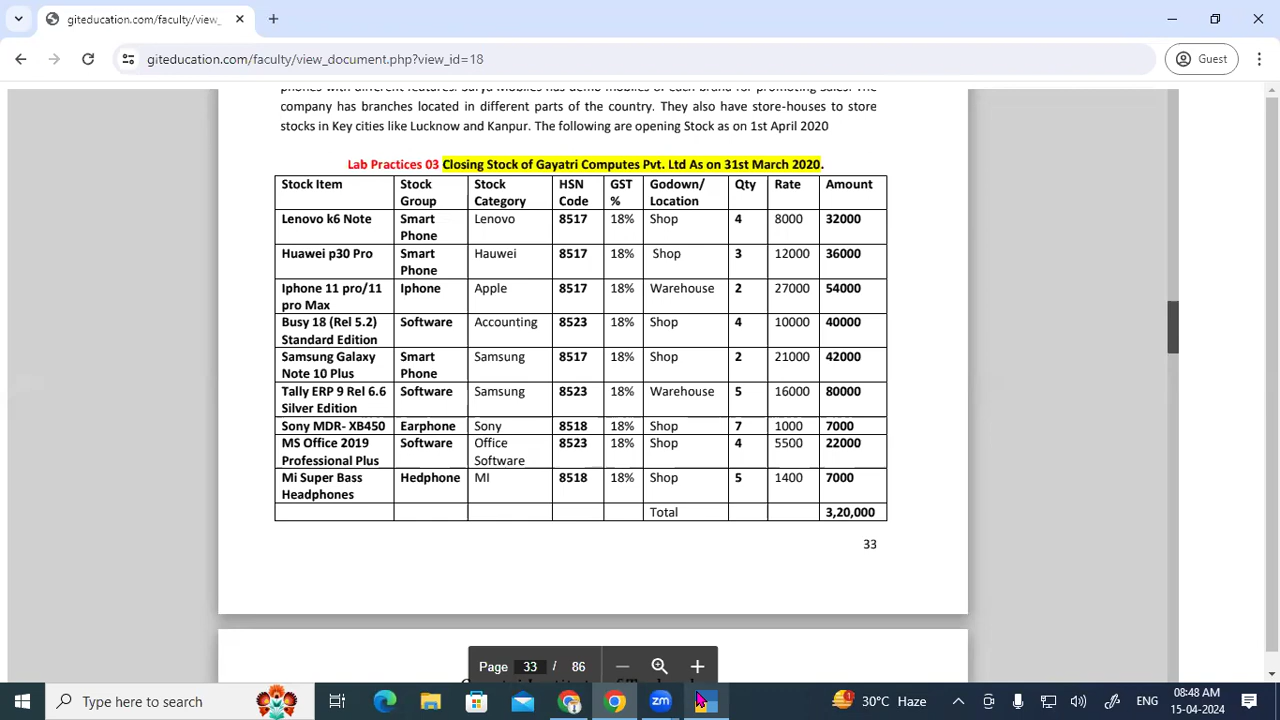 giteducation.com/faculty/view_
giteducation.com/faculty/view_document.php?view_id=18
Guest
company has branches located in different parts of the country. They also have store-houses to store
stocks in Key cities like Lucknow and Kanpur. The following are opening Stock as on 1st April 2020
Lab Practices 03 Closing Stock of Gayatri Computes Pvt. Ltd As on 31st March 2020.
Stock Item Stock Group Stock Category HSN Code GST % Godown/ Location Qty Rate Amount
Lenovo k6 Note Smart Phone Lenovo 8517 18% Shop 4 8000 32000
Huawei p30 Pro Smart Phone Hauwei 8517 18% Shop 3 12000 36000
Iphone 11 pro/11 pro Max Iphone Apple 8517 18% Warehouse 2 27000 54000
Busy 18 (Rel 5.2) Standard Edition Software Accounting 8523 18% Shop 4 10000 40000
Samsung Galaxy Note 10 Plus Smart Phone Samsung 8517 18% Shop 2 21000 42000
Tally ERP 9 Rel 6.6 Silver Edition Software Samsung 8523 18% Warehouse 5 16000 80000
Sony MDR- XB450 Earphone Sony 8518 18% Shop 7 1000 7000
MS Office 2019 Professional Plus Software Office Software 8523 18% Shop 4 5500 22000
Mi Super Bass Headphones Hedphone MI 8518 18% Shop 5 1400 7000
Total 3,20,000
33
Page 33 / 86
Type here to search
zm
1
30°C Haze
ENG
08:48 AM
15-04-2024